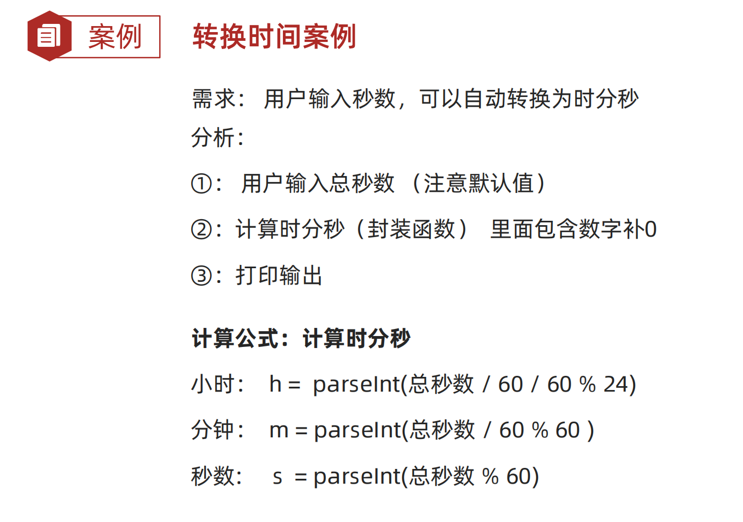 案例
转换时间案例
需求： 用户输入秒数，可以自动转换为时分秒
分析：
①： 用户输入总秒数 （注意默认值）
②：计算时分秒（封装函数） 里面包含数字补0
③：打印输出
计算公式：计算时分秒
小时： h = parseInt(总秒数 / 60 / 60 % 24)
分钟： m = parseInt(总秒数 / 60 % 60 )
秒数: s = parseInt(总秒数 % 60)